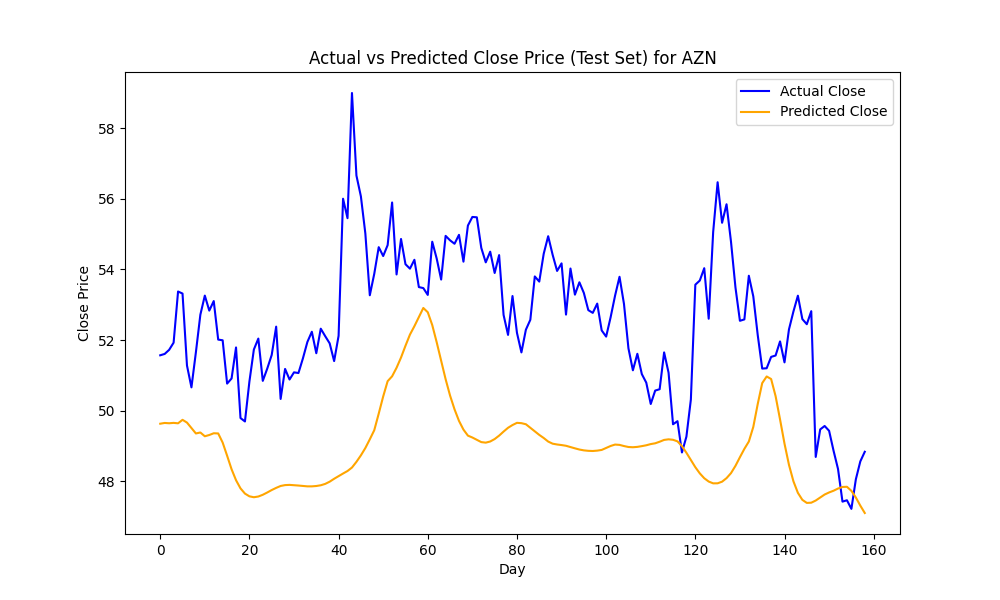 Actual vs Predicted Close Price (Test Set) for AZN
Actual Close
Predicted Close
Close Price
58
56
54
52
50
48
0 20 40 60 80 100 120 140 160
Day